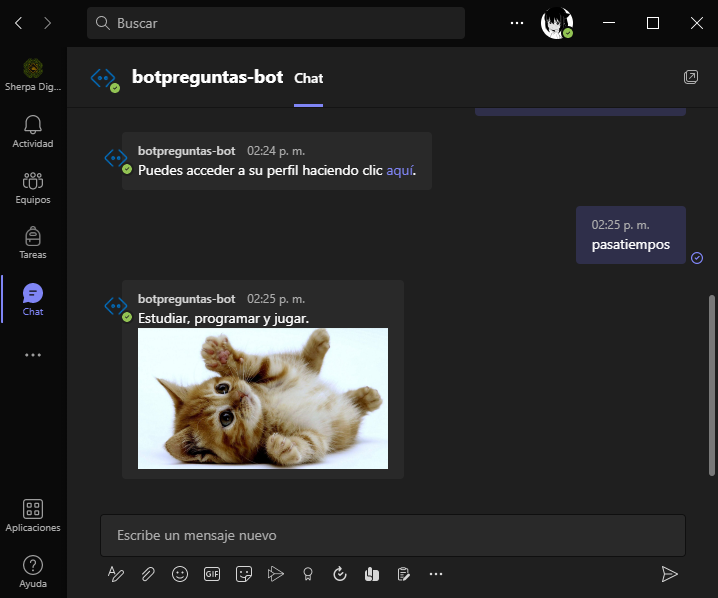 Buscar
Sherpa Dig...
Actividad
Equipos
Tareas
Chat
Aplicaciones
Ayuda
botpreguntas-bot Chat
botpreguntas-bot 02:24 p. m.
Puedes acceder a su perfil haciendo clic aquí.
02:25 p. m.
pasatiempos
botpreguntas-bot 02:25 p. m.
Estudiar, programar y jugar.
Escribe un mensaje nuevo
GIF